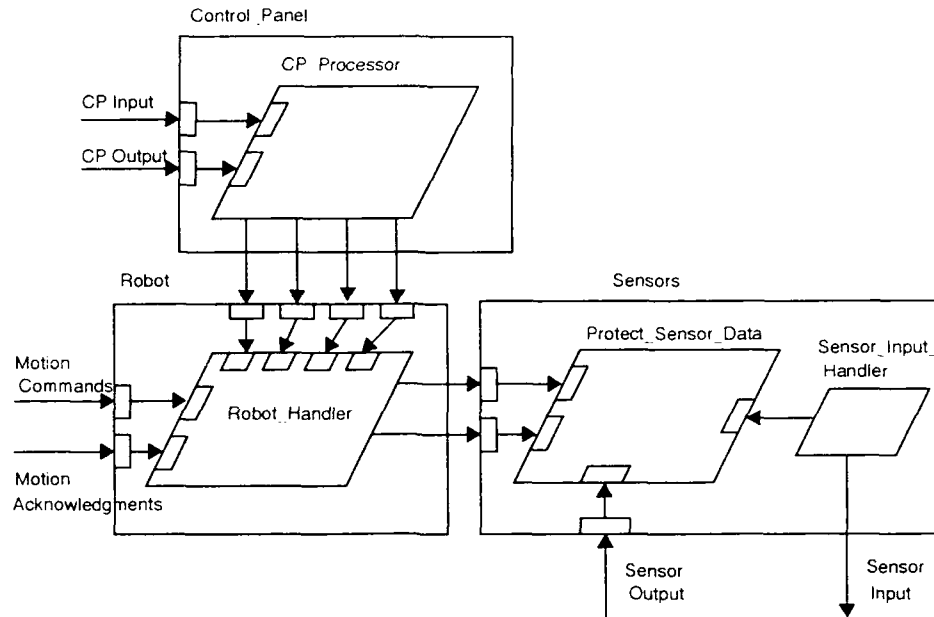 Control_Panel
CP_Processor
CP Input
CP Output
Robot
Sensors
Protect_Sensor_Data
Sensor_Input_
Handler
Motion
Commands
Robot_Handler
Motion
Acknowledgments
Sensor
Output
Sensor
Input